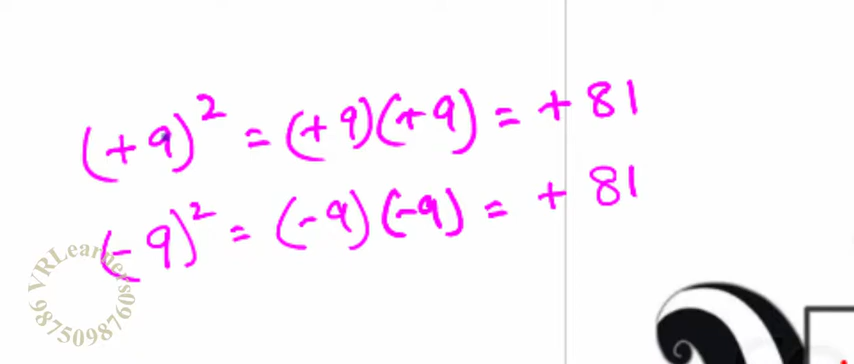 (+9)² = (+9)(+9) = +81
(-9)² = (-9)(-9) = +81
VRLearners
9875098760